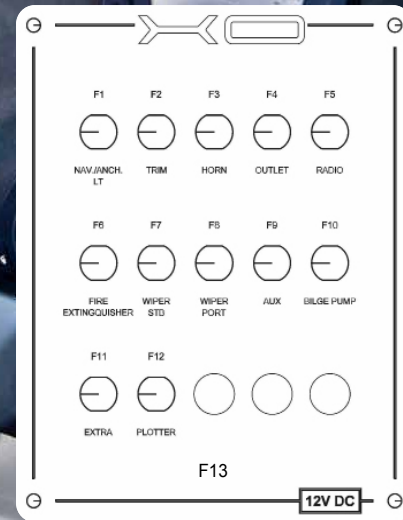 F1 F2 F3 F4 F5
NAV./ANCH. TRIM HORN OUTLET RADIO
LT
F6 F7 F8 F9 F10
FIRE WIPER WIPER AUX BILGE PUMP
EXTINGQUISHER STD PORT
F11 F12
EXTRA PLOTTER
F13
12V DC